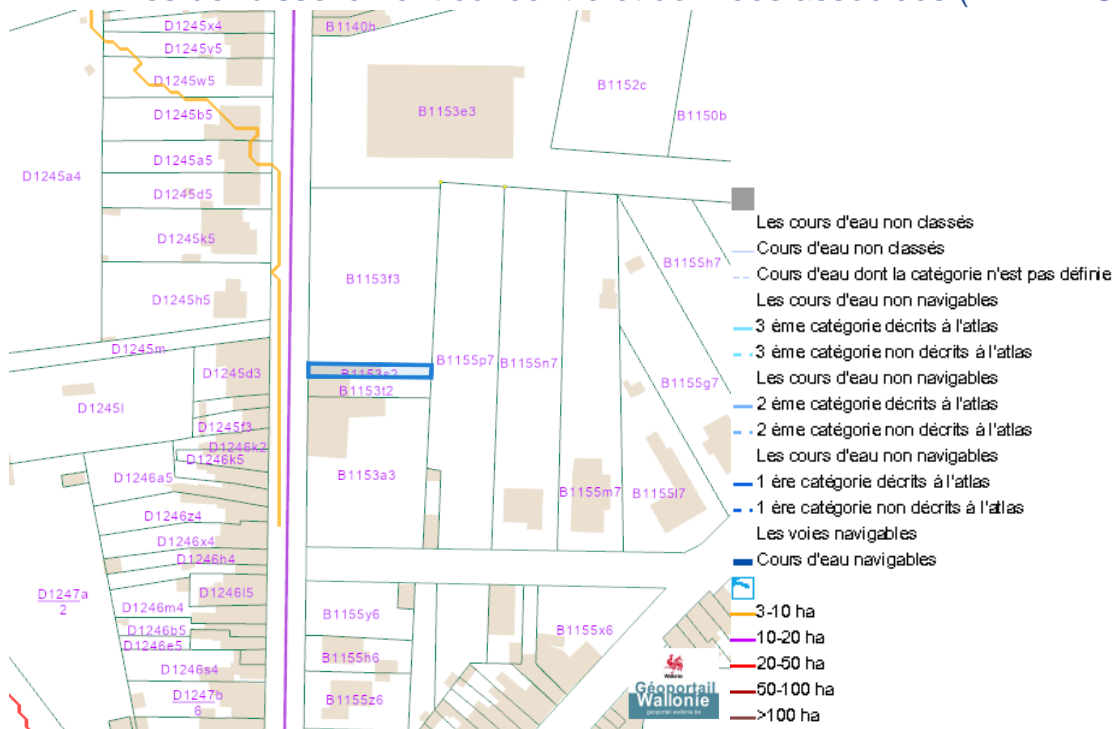 D1245x4
B1140h
D1245v5
D1245w5
B1152c
B1153e3
D1245b5
B1150b
D1245a5
D1245a4
D1245d5
D1245k5
B1155h7
B1153f3
D1245h5
D1245m
B1155p7
B1155n7
D1245d3
B1155g7
B1153t2
D1245l
D1245f3
D1246k2
D1246k5
D1246a5
B1153a3
B1155m7
B1155l7
D1246z4
D1246x4
D1246h4
D1247a
2
D1246l5
D1246m4
B1155y6
D1246b5
B1155x6
D1246e5
B1155h6
D1246s4
D1247b
6
B1155z6
Wallonie
Géoportail
Wallonie
geoportail.wallonie.be
Les cours d'eau non classés
Cours d'eau non classés
Cours d'eau dont la catégorie n'est pas définie
Les cours d'eau non navigables
3 ème catégorie décrits à l'atlas
3 ème catégorie non décrits à l'atlas
Les cours d'eau non navigables
2 ème catégorie décrits à l'atlas
2 ème catégorie non décrits à l'atlas
Les cours d'eau non navigables
1 ère catégorie décrits à l'atlas
1 ère catégorie non décrits à l'atlas
Les voies navigables
Cours d'eau navigables
3-10 ha
10-20 ha
20-50 ha
50-100 ha
>100 ha